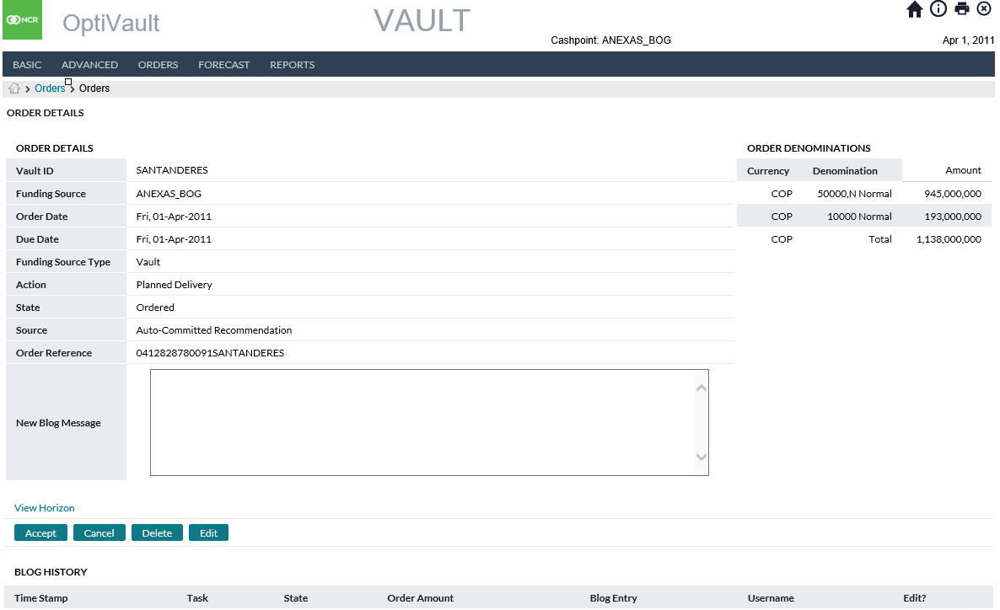 NCR OptiVault VAULT
Cashpoint: ANEXAS_BOG Apr 1, 2011
BASIC ADVANCED ORDERS FORECAST REPORTS
> Orders > Orders
ORDER DETAILS
ORDER DETAILS
Vault ID SANTANDERES
Funding Source ANEXAS_BOG
Order Date Fri, 01-Apr-2011
Due Date Fri, 01-Apr-2011
Funding Source Type Vault
Action Planned Delivery
State Ordered
Source Auto-Committed Recommendation
Order Reference 0412828780091SANTANDERES
New Blog Message
ORDER DENOMINATIONS
Currency Denomination Amount
COP 50000,N Normal 945,000,000
COP 10000 Normal 193,000,000
COP Total 1,138,000,000
View Horizon
Accept Cancel Delete Edit
BLOG HISTORY
Time Stamp Task State Order Amount Blog Entry Username Edit?